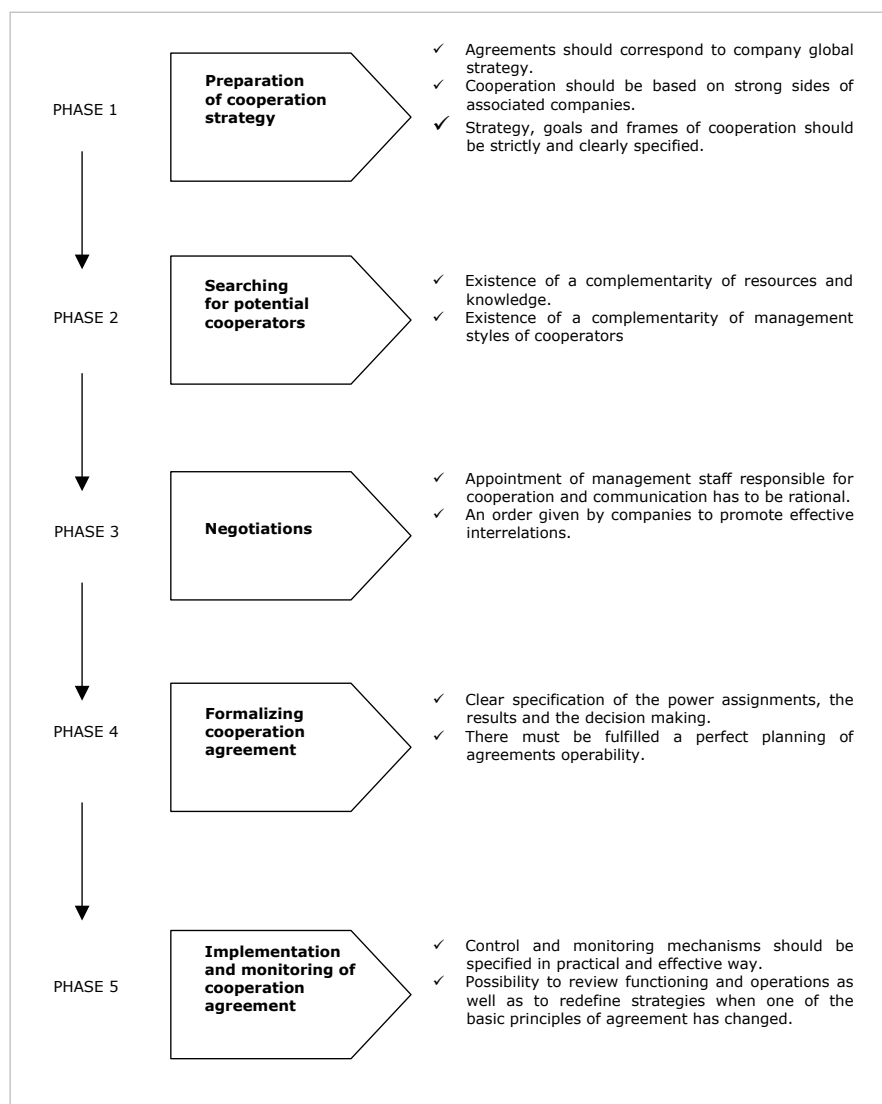 PHASE 1
Preparation
of cooperation
strategy
✓ Agreements should correspond to company global
strategy.
✓ Cooperation should be based on strong sides of
associated companies.
✓ Strategy, goals and frames of cooperation should
be strictly and clearly specified.
PHASE 2
Searching
for potential
cooperators
✓ Existence of a complementarity of resources and
knowledge.
✓ Existence of a complementarity of management
styles of cooperators
PHASE 3
Negotiations
✓ Appointment of management staff responsible for
cooperation and communication has to be rational.
✓ An order given by companies to promote effective
interrelations.
PHASE 4
Formalizing
cooperation
agreement
✓ Clear specification of the power assignments, the
results and the decision making.
✓ There must be fulfilled a perfect planning of
agreements operability.
PHASE 5
Implementation
and monitoring of
cooperation
agreement
✓ Control and monitoring mechanisms should be
specified in practical and effective way.
✓ Possibility to review functioning and operations as
well as to redefine strategies when one of the
basic principles of agreement has changed.